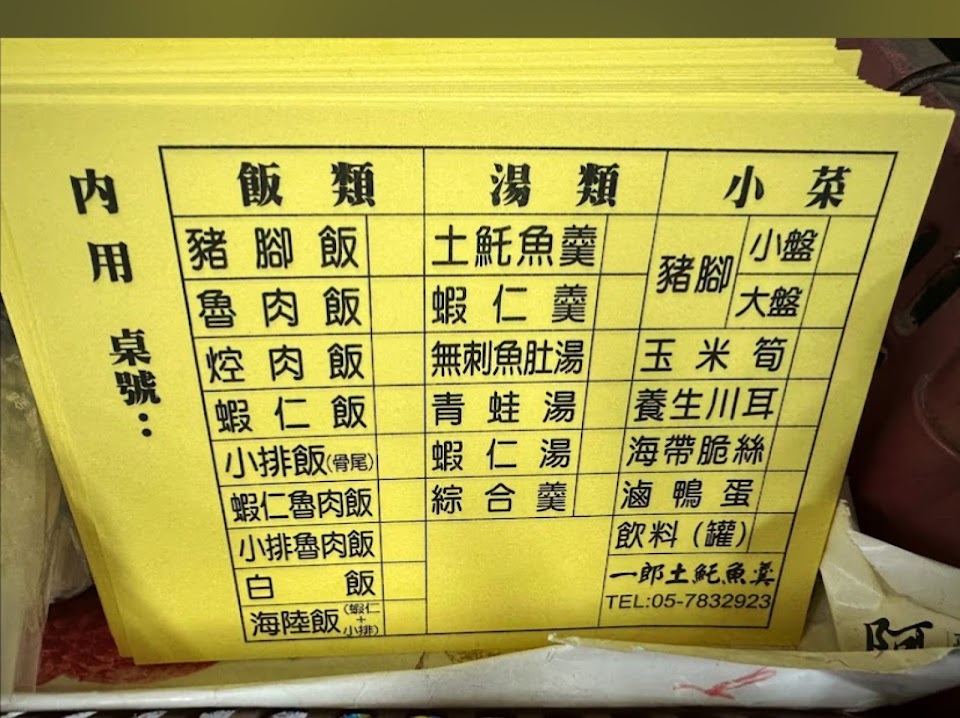 內用 桌號：
飯類
豬腳飯
魯肉飯
焢肉飯
蝦仁飯
小排飯(骨尾)
蝦仁魯肉飯
小排魯肉飯
白飯
海陸飯(蝦仁+小排)
湯類
土魠魚羹
蝦仁羹
無刺魚肚湯
青蛙湯
蝦仁湯
綜合羹
小菜
豬腳 小盤
大盤
玉米筍
養生川耳
海帶脆絲
滷鴨蛋
飲料(罐)
一郎土魠魚羹
TEL:05-7832923
阿